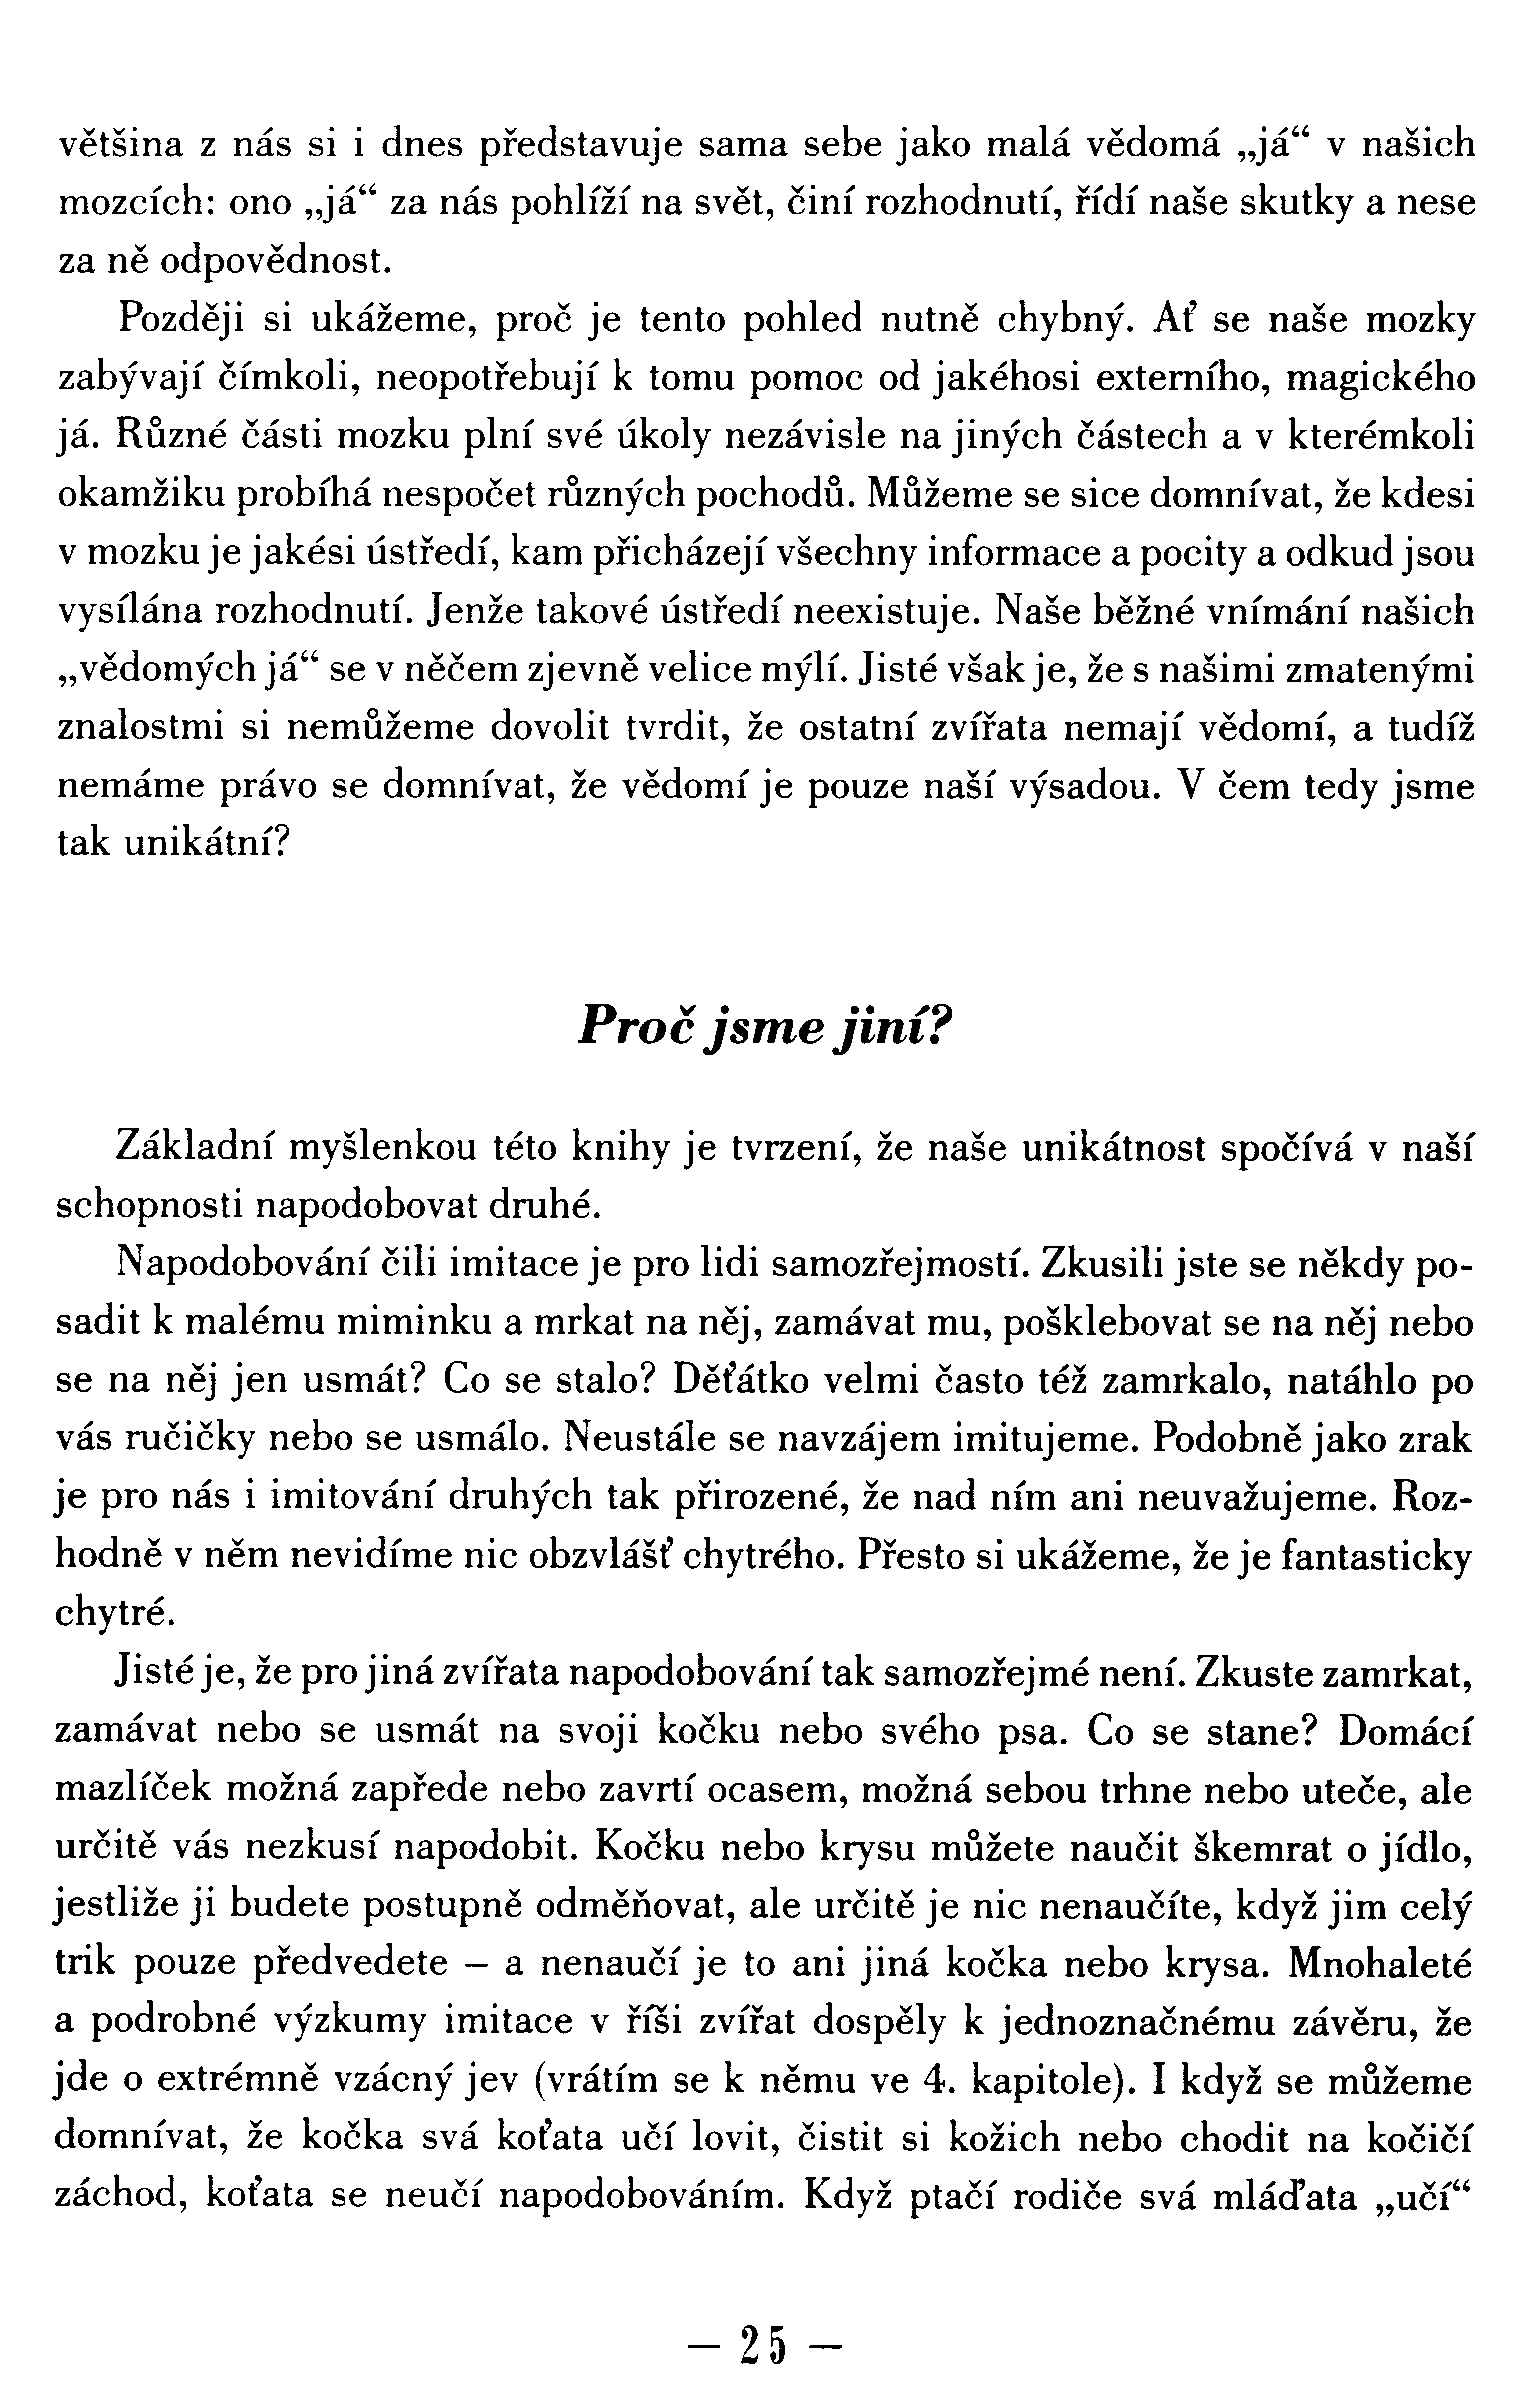 většina z nás si i dnes představuje sama sebe jako malá vědomá „já“ v našich
mozcích: ono „já“ za nás pohlíží na svět, činí rozhodnutí, řídí naše skutky a nese
za ně odpovědnost.
Později si ukážeme, proč je tento pohled nutně chybný. Ať se naše mozky
zabývají čímkoli, neopotřebují k tomu pomoc od jakéhosi externího, magického
já. Různé části mozku plní své úkoly nezávisle na jiných částech a v kterémkoli
okamžiku probíhá nespočet různých pochodů. Můžeme se sice domnívat, že kdesi
v mozku je jakési ústředí, kam přicházejí všechny informace a pocity a odkud jsou
vysílána rozhodnutí. Jenže takové ústředí neexistuje. Naše běžné vnímání našich
„vědomých já“ se v něčem zjevně velice mýlí. Jisté však je, že s našimi zmatenými
znalostmi si nemůžeme dovolit tvrdit, že ostatní zvířata nemají vědomí, a tudíž
nemáme právo se domnívat, že vědomí je pouze naší výsadou. V čem tedy jsme
tak unikátní?
Proč jsme jiní?
Základní myšlenkou této knihy je tvrzení, že naše unikátnost spočívá v naší
schopnosti napodobovat druhé.
Napodobování čili imitace je pro lidi samozřejmostí. Zkusili jste se někdy po-
sadit k malému miminku a mrkat na něj, zamávat mu, pošklebovat se na něj nebo
se na něj jen usmát? Co se stalo? Děťátko velmi často též zamrkalo, natáhlo po
vás ručičky nebo se usmálo. Neustále se navzájem imitujeme. Podobně jako zrak
je pro nás i imitování druhých tak přirozené, že nad ním ani neuvažujeme. Roz-
hodně v něm nevidíme nic obzvlášť chytrého. Přesto si ukážeme, že je fantasticky
chytré.
Jisté je, že pro jiná zvířata napodobování tak samozřejmé není. Zkuste zamrkat,
zamávat nebo se usmát na svoji kočku nebo svého psa. Co se stane? Domácí
mazlíček možná zapřede nebo zavrtí ocasem, možná sebou trhne nebo uteče, ale
určitě vás nezkusí napodobit. Kočku nebo krysu můžete naučit škemrat o jídlo,
jestliže ji budete postupně odměňovat, ale určitě je nic nenaučíte, když jim celý
trik pouze předvedete – a nenaučí je to ani jiná kočka nebo krysa. Mnohaleté
a podrobné výzkumy imitace v říši zvířat dospěly k jednoznačnému závěru, že
jde o extrémně vzácný jev (vrátím se k němu ve 4. kapitole). I když se můžeme
domnívat, že kočka svá koťata učí lovit, čistit si kožich nebo chodit na kočičí
záchod, koťata se neučí napodobováním. Když ptačí rodiče svá mláďata „učí“
– 25 –